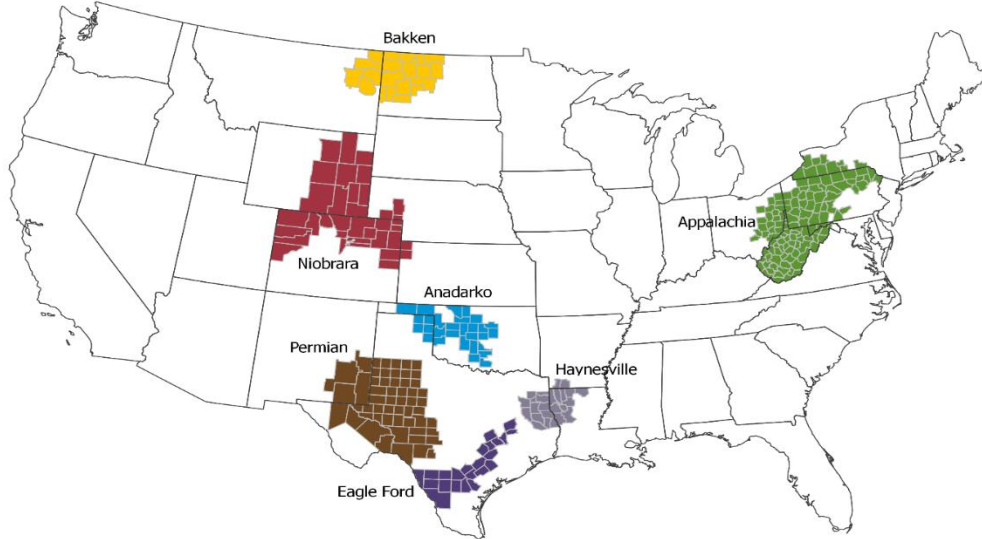 Bakken
Appalachia
Niobrara
Anadarko
Permian
Haynesville
Eagle Ford